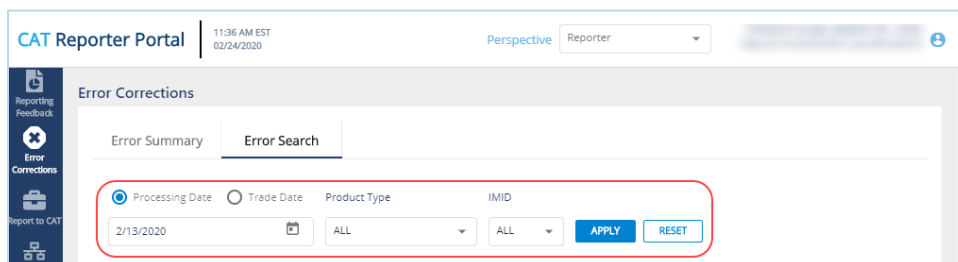 CAT Reporter Portal
11:36 AM EST
02/24/2020
Perspective
Reporter
Reporting
Feedback
Error Corrections
Error
Corrections
Error Summary
Error Search
Report to CAT
Processing Date
Trade Date
Product Type
IMID
2/13/2020
ALL
ALL
APPLY
RESET